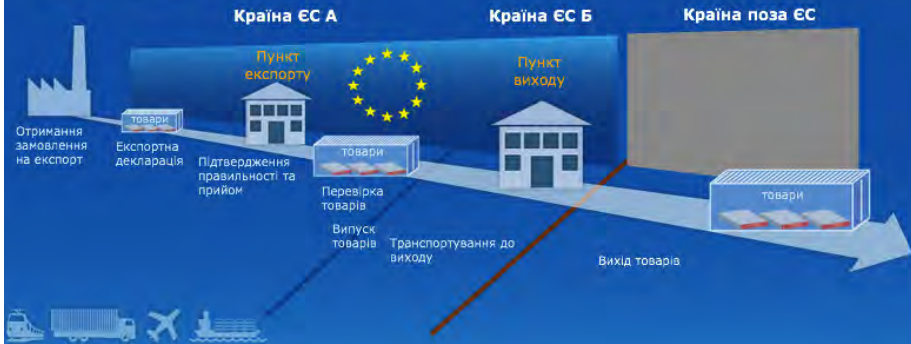 Країна ЄС А
Країна ЄС Б
Країна поза ЄС
Пункт
експорту
Пункт
виходу
товари
товари
товари
Отримання
замовлення
на експорт
Експортна
декларація
Підтвердження
правильності та
прийом
Перевірка
товарів
Випуск
товарів
Транспортування до
виходу
Вихід товарів